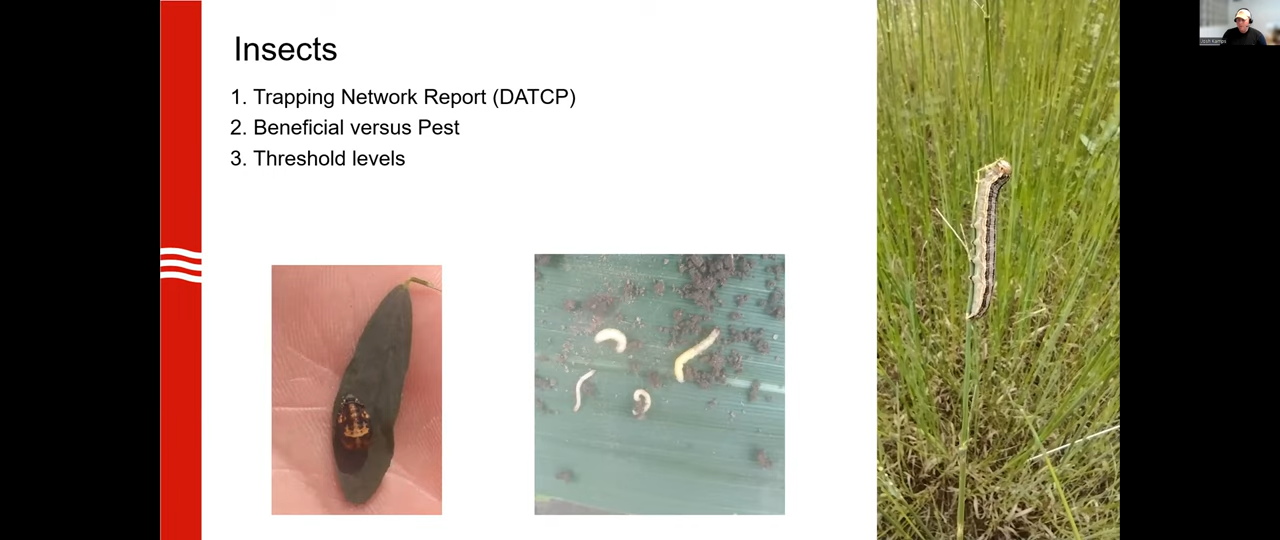 Insects
1. Trapping Network Report (DATCP)
2. Beneficial versus Pest
3. Threshold levels